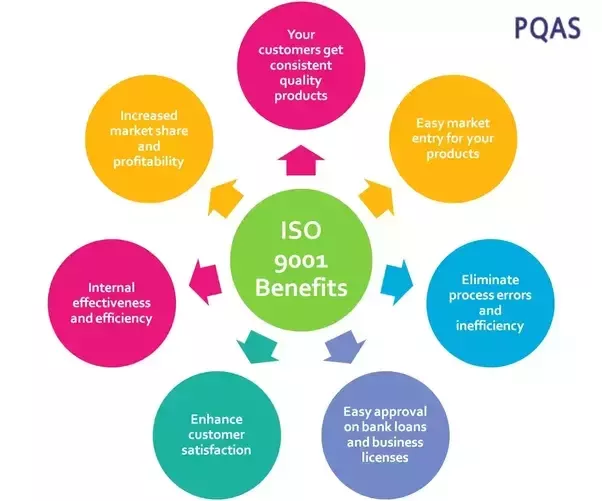 PQAS
Your
customers get
consistent
quality
products
Easy market
entry for your
products
Eliminate
process errors
and
inefficiency
Easy approval
on bank loans
and business
licenses
Enhance
customer
satisfaction
Internal
effectiveness
and efficiency
Increased
market share
and
profitability
ISO
9001
Benefits